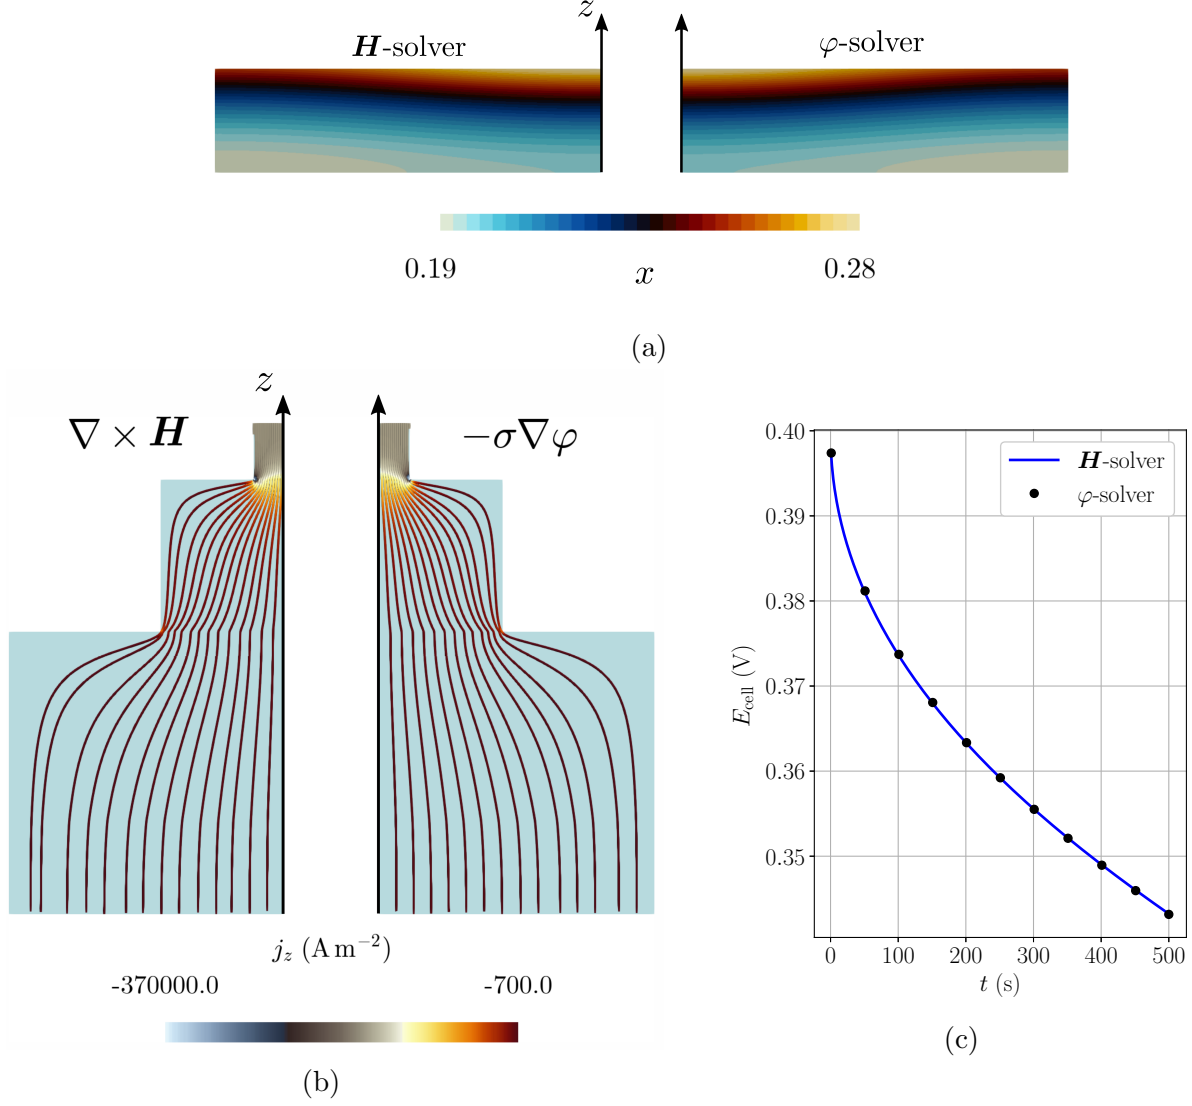 z
H-solver
φ-solver
0.19
x
0.28
(a)
z
∇ × H
−σ∇φ
j_z (A m⁻²)
-370000.0
-700.0
(b)
0.40
0.39
0.38
0.37
0.36
0.35
E_cell (V)
H-solver
φ-solver
0 100 200 300 400 500
t (s)
(c)